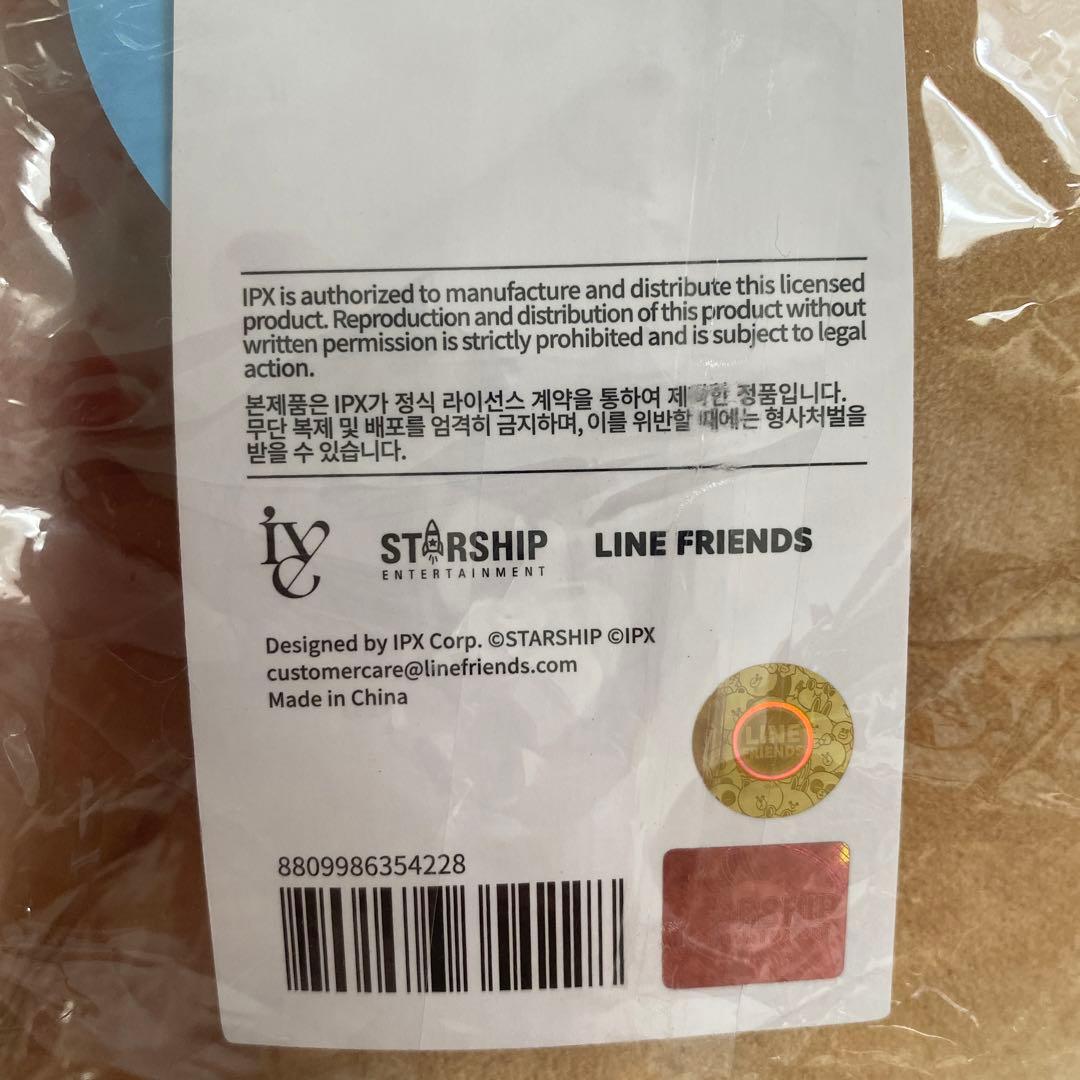 IPX is authorized to manufacture and distribute this licensed
product. Reproduction and distribution of this product without
written permission is strictly prohibited and is subject to legal
action.
본제품은 IPX가 정식 라이선스 계약을 통하여 정품입니다.
무단 복제 및 배포를 엄격히 금지하며, 이를 위반할 때에는 형사처벌을
받을 수 있습니다.
ive
STARSHIP
ENTERTAINMENT
LINE FRIENDS
Designed by IPX Corp. ©STARSHIP ©IPX
customercare@linefriends.com
Made in China
LINE
FRIENDS
8809986354228
STARSHIP